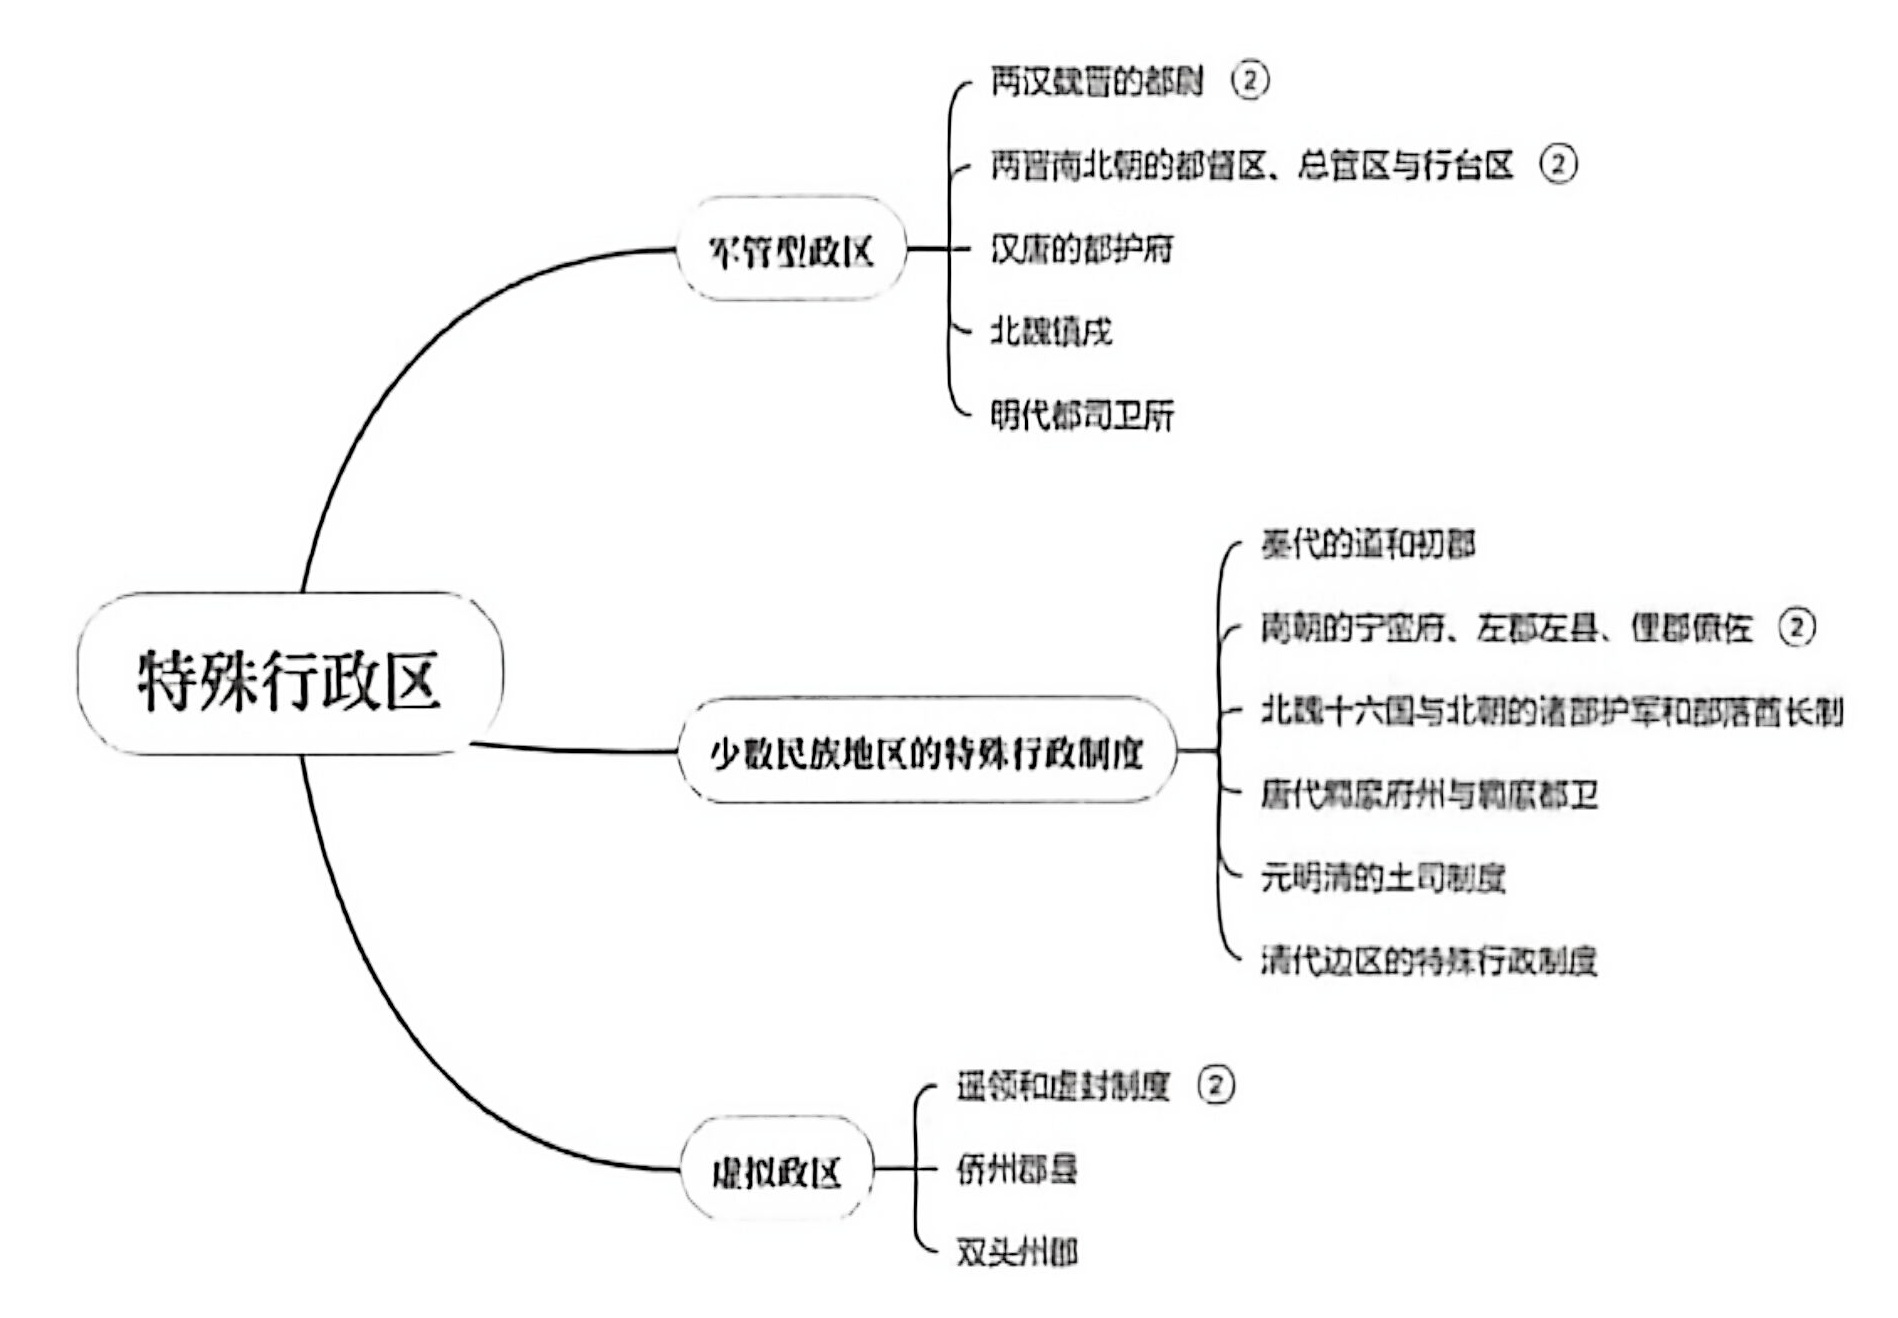 特殊行政区
军管型政区
两汉魏晋的都尉 ②
两晋南北朝的都督区、总管区与行台区 ②
汉唐的都护府
北魏镇戍
明代都司卫所
少数民族地区的特殊行政制度
秦代的道和初郡
南朝的宁蛮府、左郡左县、俚郡僚佐 ②
北魏十六国与北朝的诸部护军和部落酋长制
唐代羁縻府州与羁縻都卫
元明清的土司制度
清代边区的特殊行政制度
虚拟政区
遥领和虚封制度 ②
侨州郡县
双头州郡